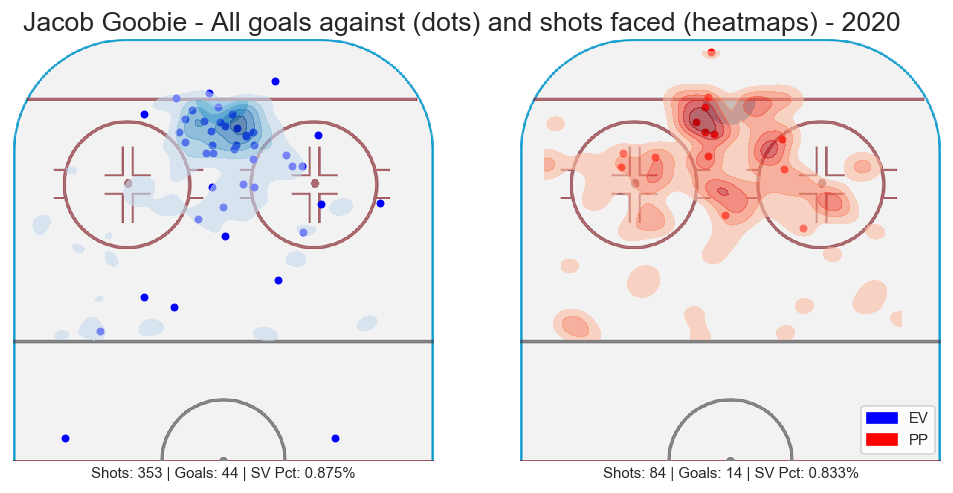 Jacob Goobie - All goals against (dots) and shots faced (heatmaps) - 2020
EV
PP
Shots: 353 | Goals: 44 | SV Pct: 0.875%
Shots: 84 | Goals: 14 | SV Pct: 0.833%